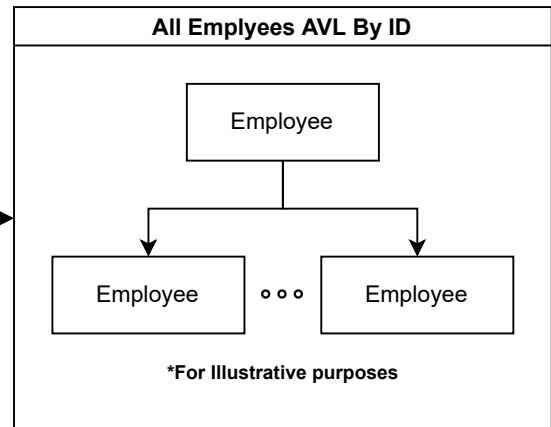 All Emplyees AVL By ID
Employee
Employee
Employee
*For Illustrative purposes